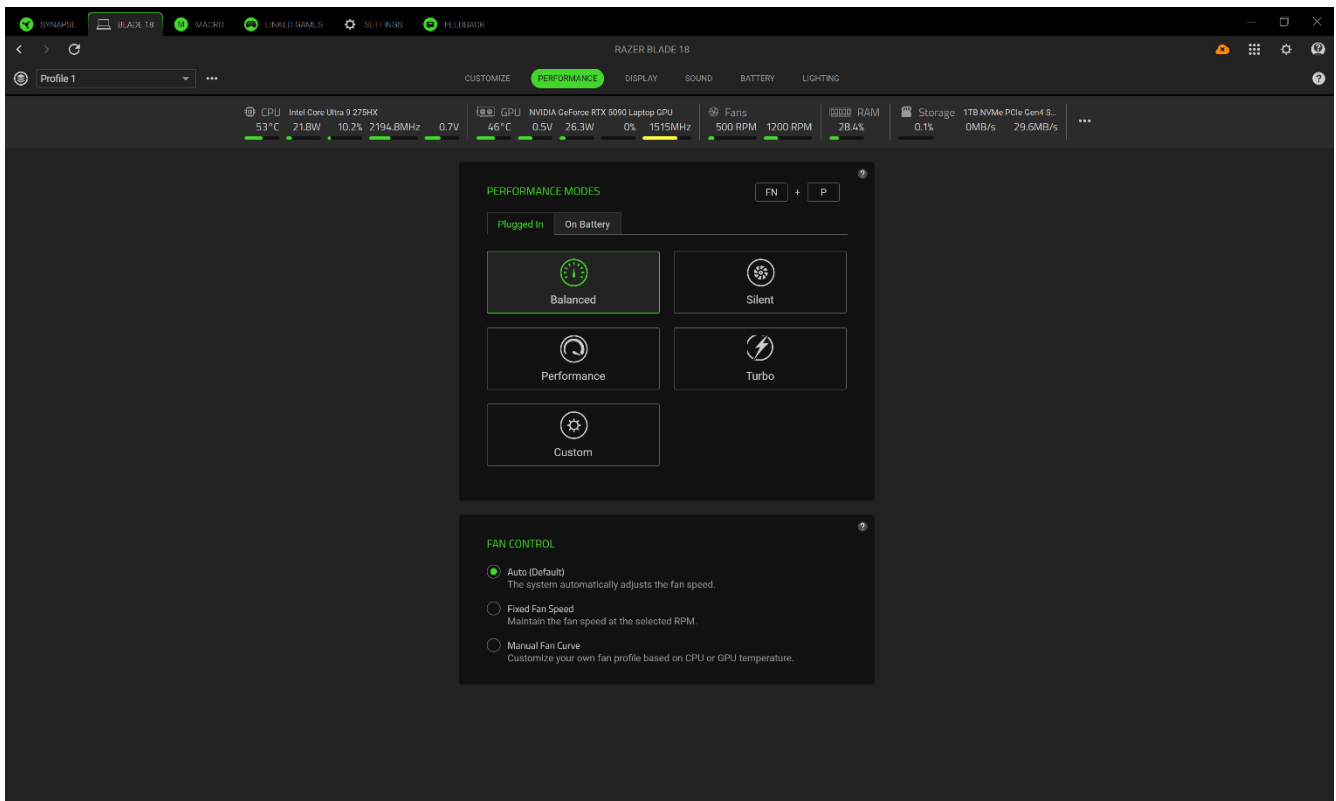 SYNAPSE BLADE 18 M MACRO LINKED GAMES SETTINGS FEEDBACK
RAZER BLADE 18
Profile 1 CUSTOMIZE PERFORMANCE DISPLAY SOUND BATTERY LIGHTING
CPU Intel Core Ultra 9 275HX GPU NVIDIA GeForce RTX 5090 Laptop GPU Fans RAM Storage 1TB NVMe PCIe Gen4 S...
53°C 21.8W 10.2% 2194.8MHz 0.7V 46°C 0.5V 26.3W 0% 1515MHz 500 RPM 1200 RPM 28.4% 0.1% 0MB/s 29.6MB/s
PERFORMANCE MODES FN + P
Plugged In On Battery
Balanced Silent
Performance Turbo
Custom
FAN CONTROL
Auto (Default)
The system automatically adjusts the fan speed.
Fixed Fan Speed
Maintain the fan speed at the selected RPM.
Manual Fan Curve
Customize your own fan profile based on CPU or GPU temperature.